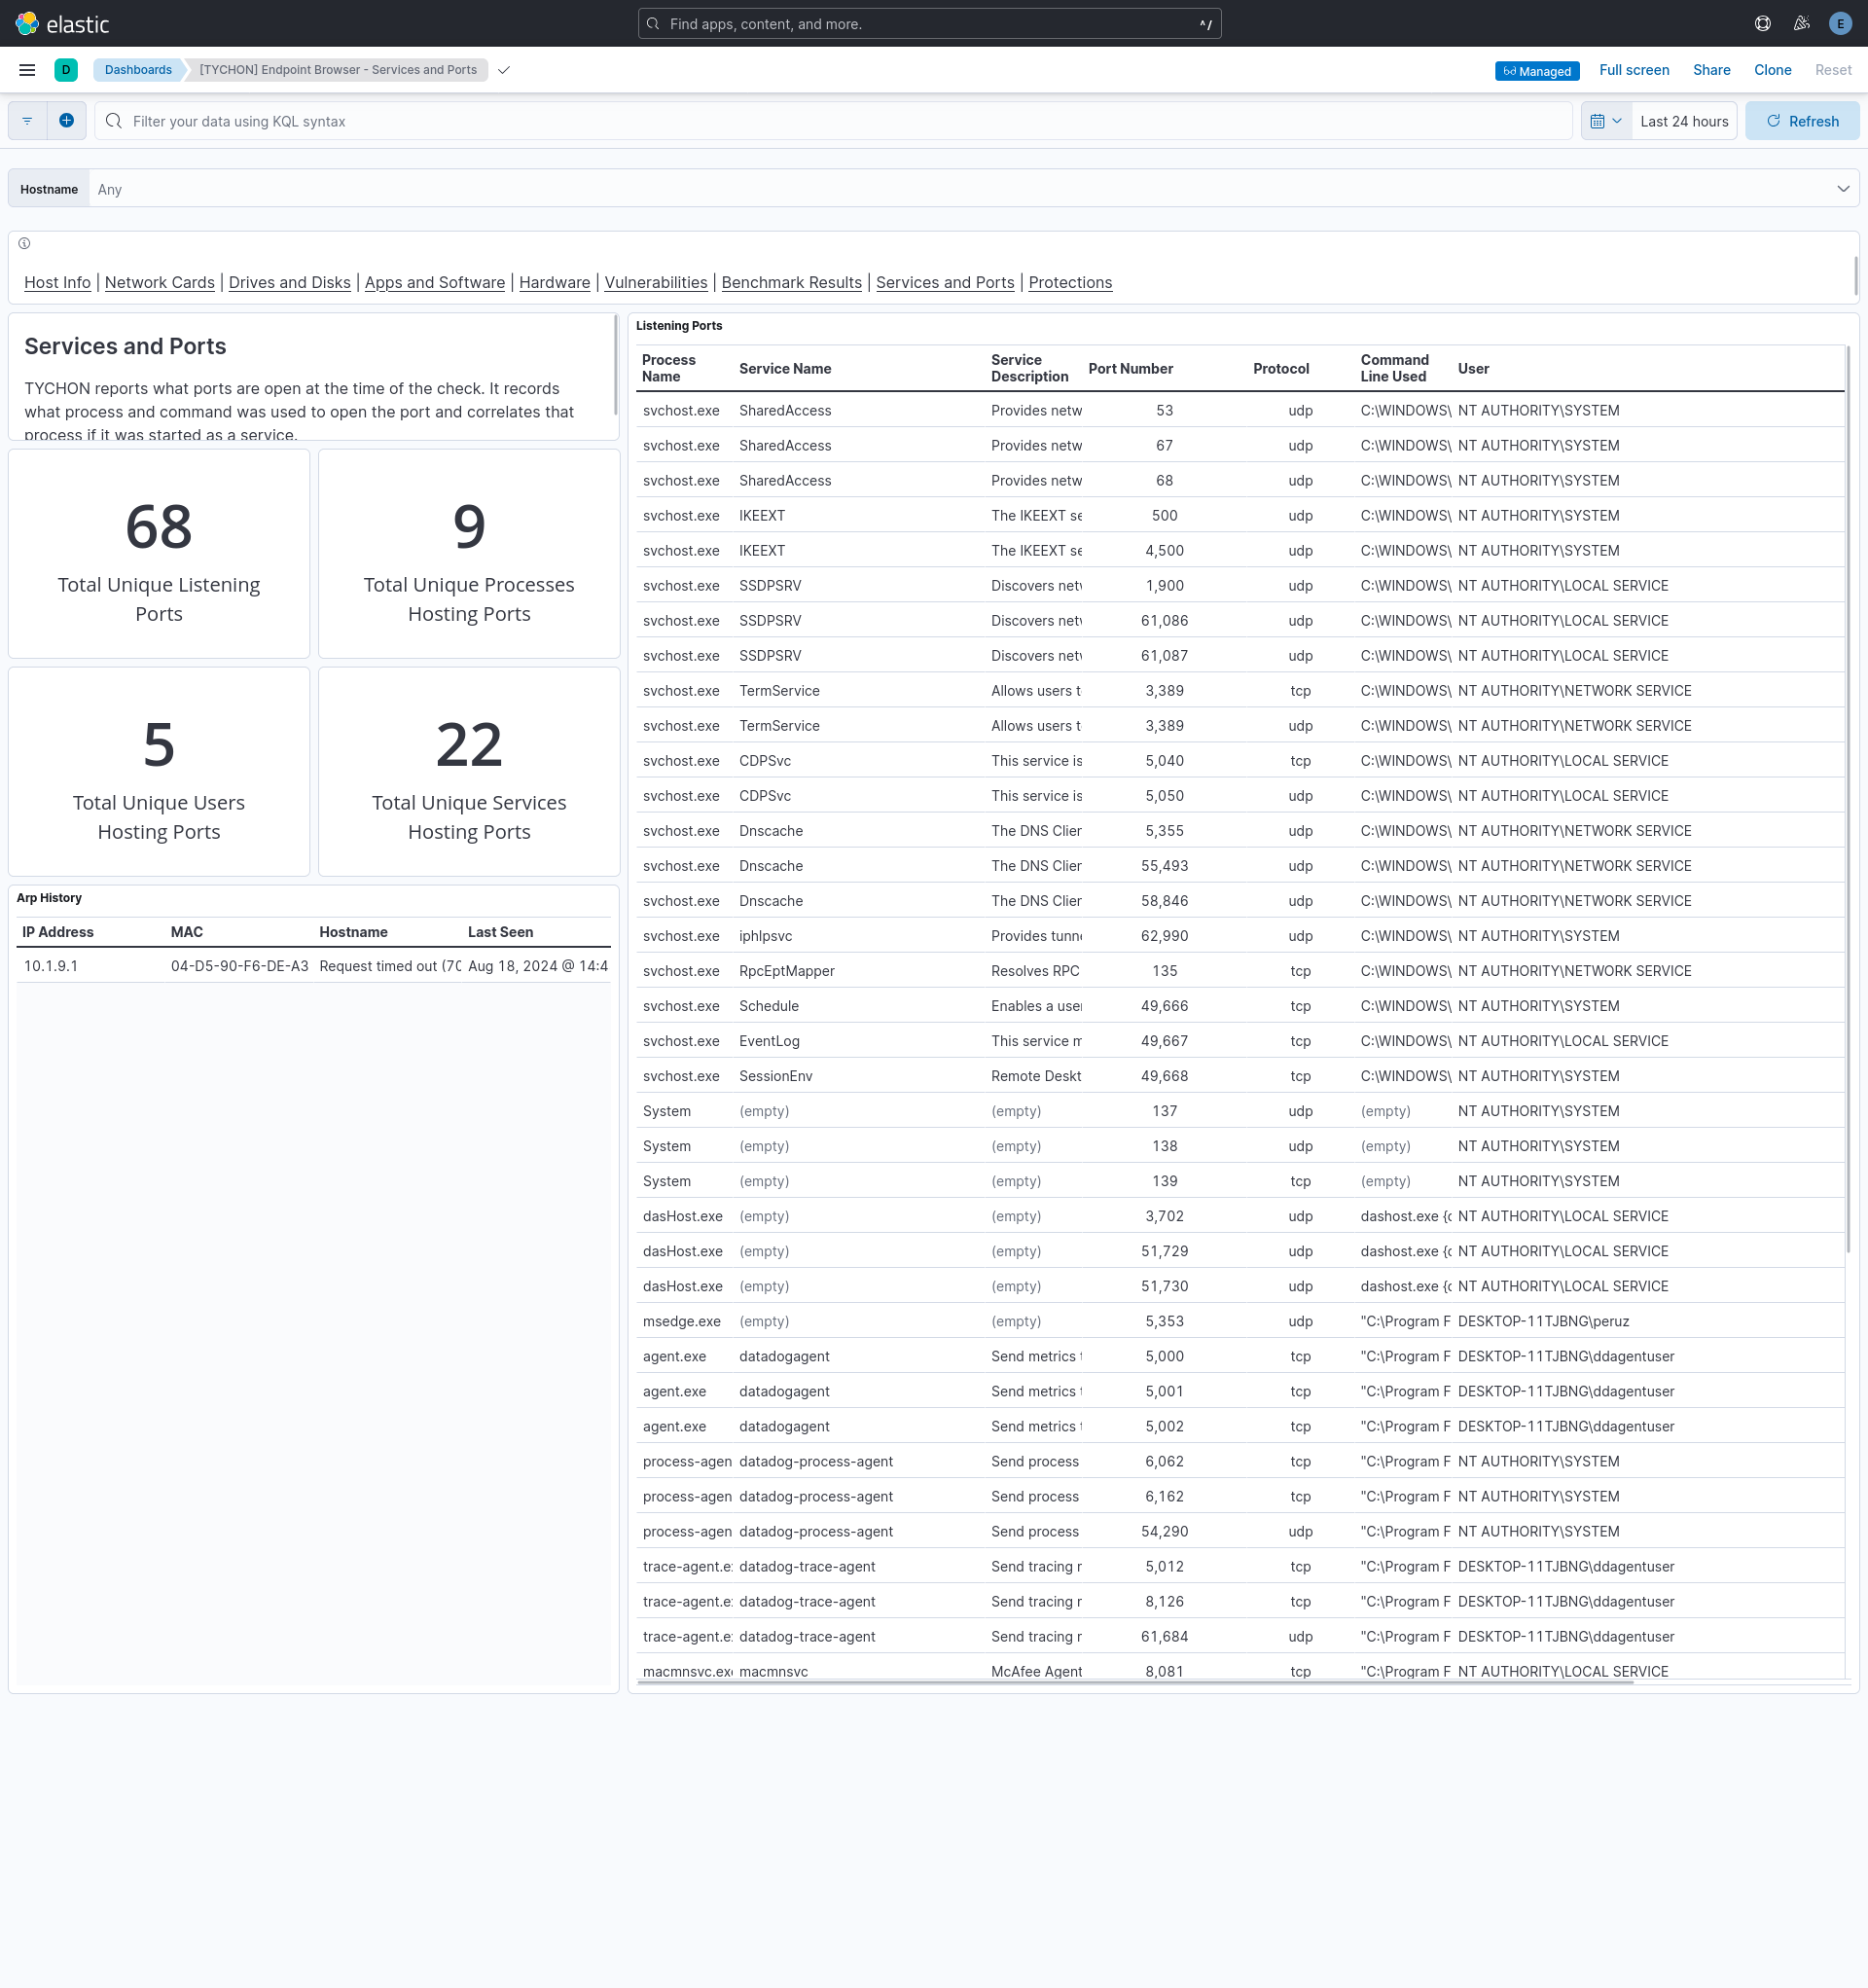 elastic
Find apps, content, and more.
^/
E
D
Dashboards
[TYCHON] Endpoint Browser - Services and Ports
Managed
Full screen
Share
Clone
Reset
Filter your data using KQL syntax
Last 24 hours
Refresh
Hostname
Any
Host Info | Network Cards | Drives and Disks | Apps and Software | Hardware | Vulnerabilities | Benchmark Results | Services and Ports | Protections
Services and Ports
TYCHON reports what ports are open at the time of the check. It records
what process and command was used to open the port and correlates that
process if it was started as a service.
68
Total Unique Listening
Ports
9
Total Unique Processes
Hosting Ports
5
Total Unique Users
Hosting Ports
22
Total Unique Services
Hosting Ports
Arp History
IP Address MAC Hostname Last Seen
10.1.9.1 04-D5-90-F6-DE-A3 Request timed out (70 Aug 18, 2024 @ 14:4
Listening Ports
Process Name Service Name Service Description Port Number Protocol Command Line Used User
svchost.exe SharedAccess Provides netw 53 udp C:\WINDOWS\ NT AUTHORITY\SYSTEM
svchost.exe SharedAccess Provides netw 67 udp C:\WINDOWS\ NT AUTHORITY\SYSTEM
svchost.exe SharedAccess Provides netw 68 udp C:\WINDOWS\ NT AUTHORITY\SYSTEM
svchost.exe IKEEXT The IKEEXT se 500 udp C:\WINDOWS\ NT AUTHORITY\SYSTEM
svchost.exe IKEEXT The IKEEXT se 4,500 udp C:\WINDOWS\ NT AUTHORITY\SYSTEM
svchost.exe SSDPSRV Discovers netw 1,900 udp C:\WINDOWS\ NT AUTHORITY\LOCAL SERVICE
svchost.exe SSDPSRV Discovers netw 61,086 udp C:\WINDOWS\ NT AUTHORITY\LOCAL SERVICE
svchost.exe SSDPSRV Discovers netw 61,087 udp C:\WINDOWS\ NT AUTHORITY\LOCAL SERVICE
svchost.exe TermService Allows users t 3,389 tcp C:\WINDOWS\ NT AUTHORITY\NETWORK SERVICE
svchost.exe TermService Allows users t 3,389 udp C:\WINDOWS\ NT AUTHORITY\NETWORK SERVICE
svchost.exe CDPSvc This service is 5,040 tcp C:\WINDOWS\ NT AUTHORITY\LOCAL SERVICE
svchost.exe CDPSvc This service is 5,050 udp C:\WINDOWS\ NT AUTHORITY\LOCAL SERVICE
svchost.exe Dnscache The DNS Clien 5,355 udp C:\WINDOWS\ NT AUTHORITY\NETWORK SERVICE
svchost.exe Dnscache The DNS Clien 55,493 udp C:\WINDOWS\ NT AUTHORITY\NETWORK SERVICE
svchost.exe Dnscache The DNS Clien 58,846 udp C:\WINDOWS\ NT AUTHORITY\NETWORK SERVICE
svchost.exe iphlpsvc Provides tunne 62,990 udp C:\WINDOWS\ NT AUTHORITY\SYSTEM
svchost.exe RpcEptMapper Resolves RPC 135 tcp C:\WINDOWS\ NT AUTHORITY\NETWORK SERVICE
svchost.exe Schedule Enables a user 49,666 tcp C:\WINDOWS\ NT AUTHORITY\SYSTEM
svchost.exe EventLog This service m 49,667 tcp C:\WINDOWS\ NT AUTHORITY\LOCAL SERVICE
svchost.exe SessionEnv Remote Deskt 49,668 tcp C:\WINDOWS\ NT AUTHORITY\SYSTEM
System (empty) (empty) 137 udp (empty) NT AUTHORITY\SYSTEM
System (empty) (empty) 138 udp (empty) NT AUTHORITY\SYSTEM
System (empty) (empty) 139 tcp (empty) NT AUTHORITY\SYSTEM
dasHost.exe (empty) (empty) 3,702 udp dashost.exe {c NT AUTHORITY\LOCAL SERVICE
dasHost.exe (empty) (empty) 51,729 udp dashost.exe {c NT AUTHORITY\LOCAL SERVICE
dasHost.exe (empty) (empty) 51,730 udp dashost.exe {c NT AUTHORITY\LOCAL SERVICE
msedge.exe (empty) (empty) 5,353 udp "C:\Program F DESKTOP-11TJBNG\peruz
agent.exe datadogagent Send metrics t 5,000 tcp "C:\Program F DESKTOP-11TJBNG\ddagentuser
agent.exe datadogagent Send metrics t 5,001 tcp "C:\Program F DESKTOP-11TJBNG\ddagentuser
agent.exe datadogagent Send metrics t 5,002 tcp "C:\Program F DESKTOP-11TJBNG\ddagentuser
process-agen datadog-process-agent Send process 6,062 tcp "C:\Program F NT AUTHORITY\SYSTEM
process-agen datadog-process-agent Send process 6,162 tcp "C:\Program F NT AUTHORITY\SYSTEM
process-agen datadog-process-agent Send process 54,290 udp "C:\Program F NT AUTHORITY\SYSTEM
trace-agent.e datadog-trace-agent Send tracing r 5,012 tcp "C:\Program F DESKTOP-11TJBNG\ddagentuser
trace-agent.e datadog-trace-agent Send tracing r 8,126 tcp "C:\Program F DESKTOP-11TJBNG\ddagentuser
trace-agent.e datadog-trace-agent Send tracing r 61,684 udp "C:\Program F DESKTOP-11TJBNG\ddagentuser
macmnsvc.exe macmnsvc McAfee Agent 8,081 tcp "C:\Program F NT AUTHORITY\LOCAL SERVICE